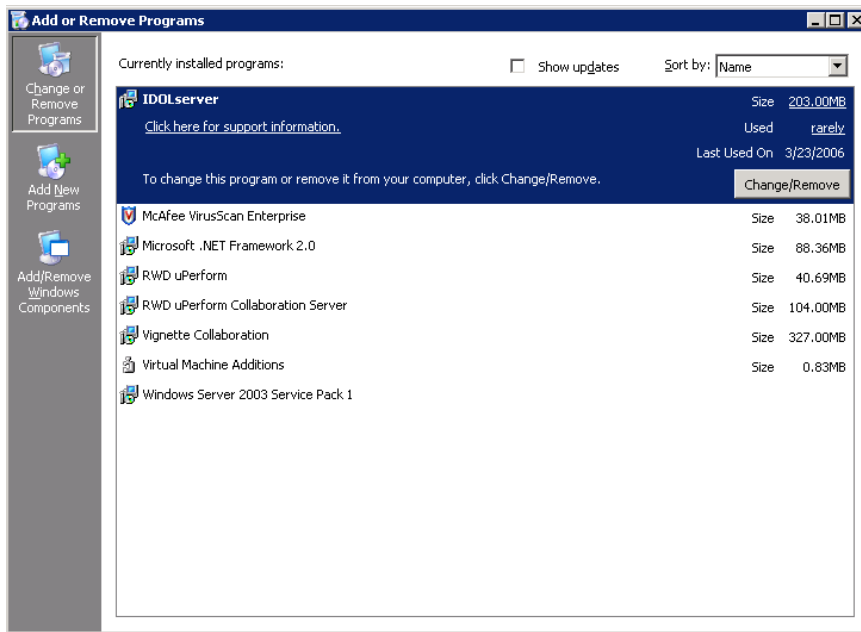 Add or Remove Programs
Change or
Remove
Programs
Add New
Programs
Add/Remove
Windows
Components
Currently installed programs:
Show updates
Sort by: Name
IDOLserver Size 203.00MB
Click here for support information. Used rarely
Last Used On 3/23/2006
To change this program or remove it from your computer, click Change/Remove. Change/Remove
McAfee VirusScan Enterprise Size 38.01MB
Microsoft .NET Framework 2.0 Size 88.36MB
RWD uPerform Size 40.69MB
RWD uPerform Collaboration Server Size 104.00MB
Vignette Collaboration Size 327.00MB
Virtual Machine Additions Size 0.83MB
Windows Server 2003 Service Pack 1